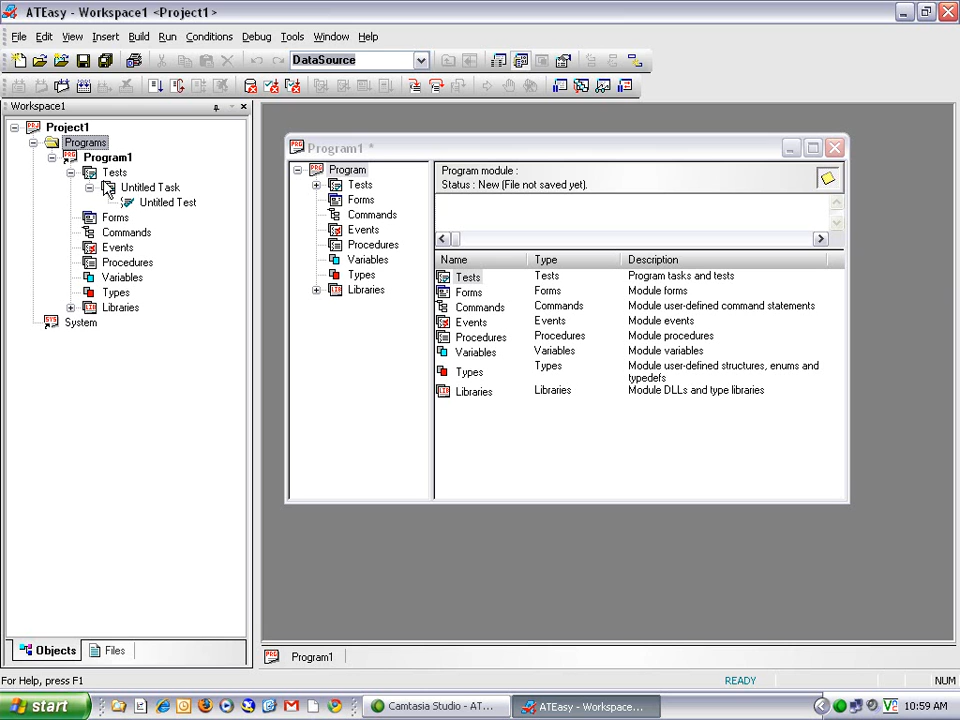 ATEasy - Workspace1 <Project1>
File Edit View Insert Build Run Conditions Debug Tools Window Help
DataSource
Workspace1
Project1
Programs
Program1
Tests
Untitled Task
Untitled Test
Forms
Commands
Events
Procedures
Variables
Types
Libraries
System
Program1 *
Program
Tests
Forms
Commands
Events
Procedures
Variables
Types
Libraries
Program module :
Status : New (File not saved yet).
Name Type Description
Tests Tests Program tasks and tests
Forms Forms Module forms
Commands Commands Module user-defined command statements
Events Events Module events
Procedures Procedures Module procedures
Variables Variables Module variables
Types Types Module user-defined structures, enums and
typedefs
Libraries Libraries Module DLLs and type libraries
Objects Files
Program1
For Help, press F1
READY
NUM
start
Camtasia Studio - AT...
ATEasy - Workspace...
10:59 AM